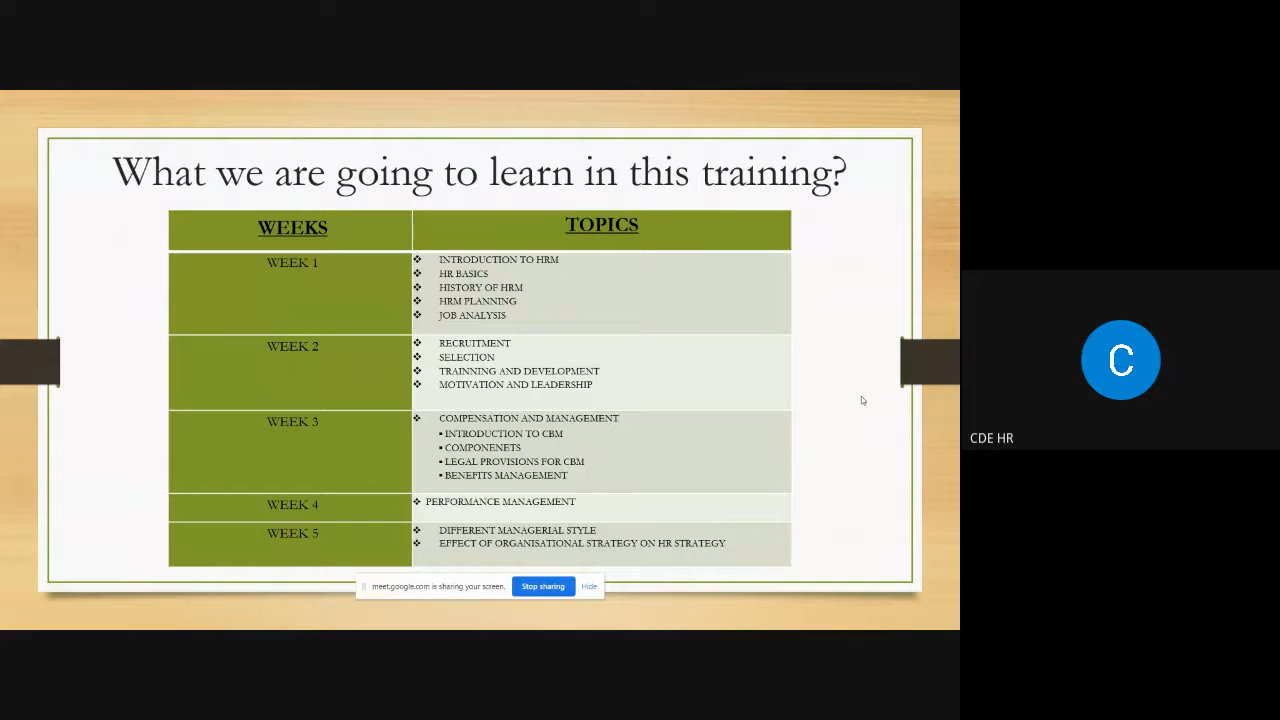 What we are going to learn in this training?
WEEKS
TOPICS
WEEK 1
❖ INTRODUCTION TO HRM
❖ HR BASICS
❖ HISTORY OF HRM
❖ HRM PLANNING
❖ JOB ANALYSIS
WEEK 2
❖ RECRUITMENT
❖ SELECTION
❖ TRAINNING AND DEVELOPMENT
❖ MOTIVATION AND LEADERSHIP
WEEK 3
❖ COMPENSATION AND MANAGEMENT
▪ INTRODUCTION TO CBM
▪ COMPONENETS
▪ LEGAL PROVISIONS FOR CBM
▪ BENEFITS MANAGEMENT
WEEK 4
❖ PERFORMANCE MANAGEMENT
WEEK 5
❖ DIFFERENT MANAGERIAL STYLE
❖ EFFECT OF ORGANISATIONAL STRATEGY ON HR STRATEGY
meet.google.com is sharing your screen. Stop sharing Hide
C
CDE HR